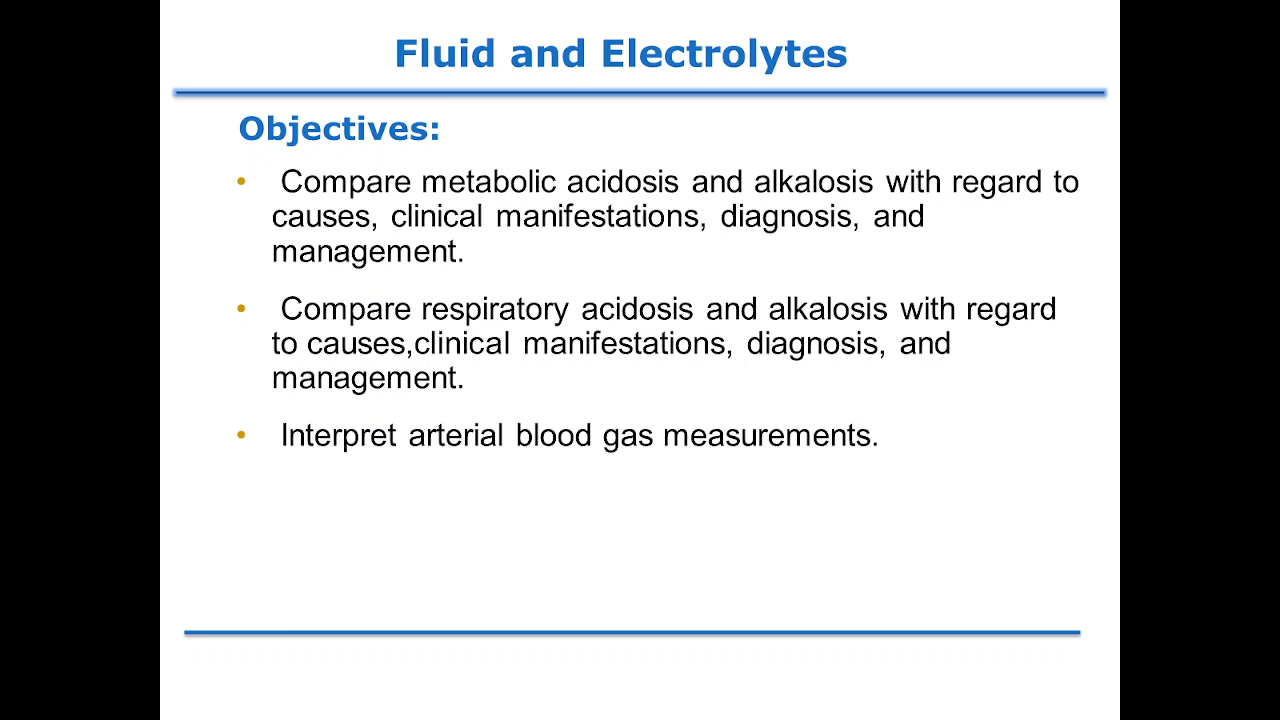 Fluid and Electrolytes
Objectives:
• Compare metabolic acidosis and alkalosis with regard to
causes, clinical manifestations, diagnosis, and
management.
• Compare respiratory acidosis and alkalosis with regard
to causes,clinical manifestations, diagnosis, and
management.
• Interpret arterial blood gas measurements.